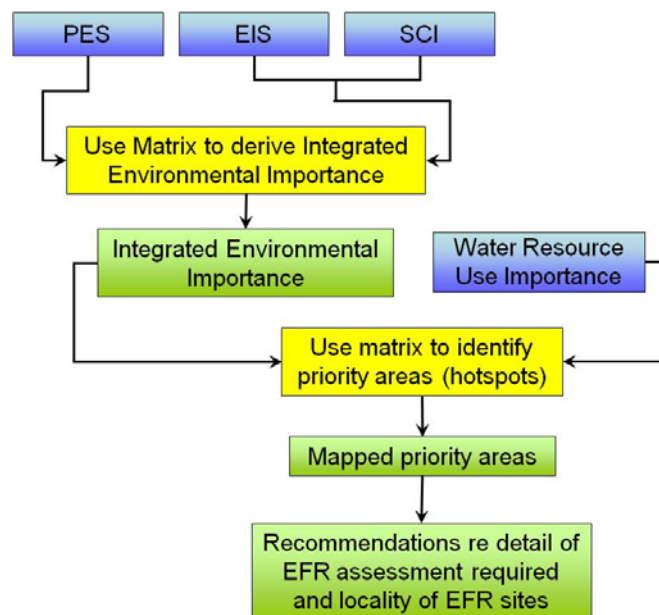 PES
EIS
SCI
Use Matrix to derive Integrated
Environmental Importance
Integrated Environmental
Importance
Water Resource
Use Importance
Use matrix to identify
priority areas (hotspots)
Mapped priority areas
Recommendations re detail of
EFR assessment required
and locality of EFR sites